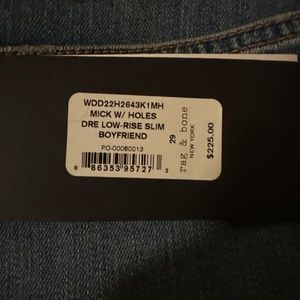 WDD22H2643K1MH
MICK W/ HOLES
DRE LOW-RISE SLIM
BOYFRIEND
PO-00060013
8 86353 95727 3
29
rag & bone
NEW YORK
$225.00